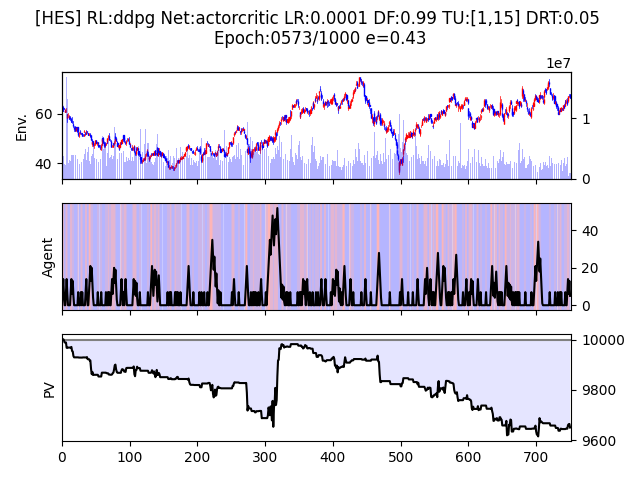 [HES] RL:ddpg Net:actorcritic LR:0.0001 DF:0.99 TU:[1,15] DRT:0.05
Epoch:0573/1000 e=0.43
1e7
Env.
60
40
1
0
Agent
40
20
0
PV
10000
9800
9600
0 100 200 300 400 500 600 700